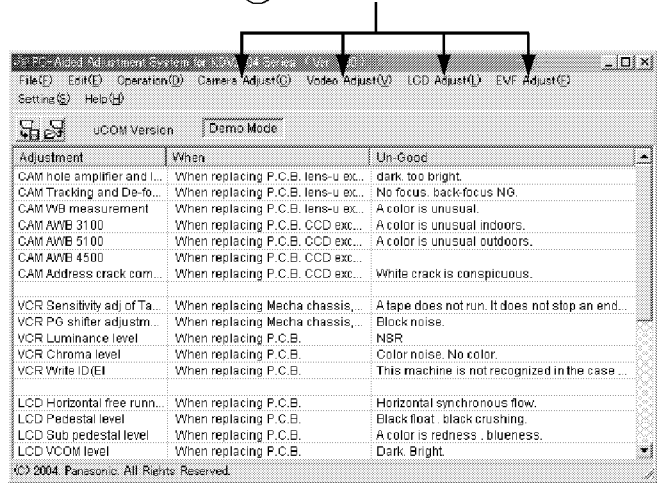 PC-Aided Adjustment System for KDV2004 Series (Ver
File(F) Edit(E) Operation(O) Camera Adjust(C) Vodeo Adjust(V) LCD Adjust(L) EVF Adjust(E)
Setting(S) Help(H)
uCOM Version Demo Mode
Adjustment When Un-Good
CAM hole amplifier and I... When replacing P.C.B. lens-u ex... dark. too bright.
CAM Tracking and De-fo... When replacing P.C.B. lens-u ex... No focus. back-focus NG.
CAM WB measurement When replacing P.C.B. lens-u ex... A color is unusual.
CAM AWB 3100 When replacing P.C.B. CCD exc... A color is unusual indoors.
CAM AWB 5100 When replacing P.C.B. CCD exc... A color is unusual outdoors.
CAM AWB 4500 When replacing P.C.B. CCD exc...
CAM Address crack com... When replacing P.C.B. CCD exc... White crack is conspicuous.
VCR Sensitivity adj of Ta... When replacing Mecha chassis,... A tape does not run. It does not stop an end...
VCR PG shifter adjustm... When replacing Mecha chassis,... Block noise.
VCR Luminance level When replacing P.C.B. NSR
VCR Chroma level When replacing P.C.B. Color noise. No color.
VCR Write ID(EI When replacing P.C.B. This machine is not recognized in the case ...
LCD Horizontal free runn... When replacing P.C.B. Horizontal synchronous flow.
LCD Pedestal level When replacing P.C.B. Black float . black crushing.
LCD Sub pedestal level When replacing P.C.B. A color is redness . blueness.
LCD VCOM level When replacing P.C.B. Dark. Bright.
(C) 2004. Panasonic. All Rights Reserved.